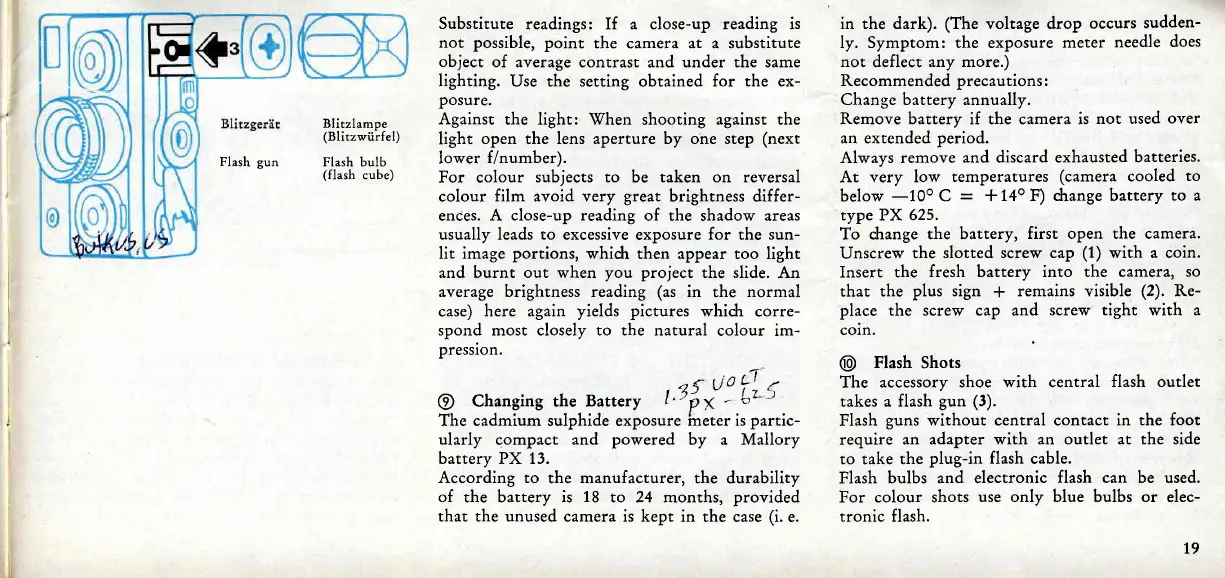 3
Blitzgerät
Flash gun
Blitzlampe
(Blitzwürfel)
Flash bulb
(flash cube)
Butkus, US
Substitute readings: If a close-up reading is
not possible, point the camera at a substitute
object of average contrast and under the same
lighting. Use the setting obtained for the ex-
posure.
Against the light: When shooting against the
light open the lens aperture by one step (next
lower f/number).
For colour subjects to be taken on reversal
colour film avoid very great brightness differ-
ences. A close-up reading of the shadow areas
usually leads to excessive exposure for the sun-
lit image portions, which then appear too light
and burnt out when you project the slide. An
average brightness reading (as in the normal
case) here again yields pictures which corre-
spond most closely to the natural colour im-
pression.
1.35 VOLT
PX - 625
⑨ Changing the Battery
The cadmium sulphide exposure meter is partic-
ularly compact and powered by a Mallory
battery PX 13.
According to the manufacturer, the durability
of the battery is 18 to 24 months, provided
that the unused camera is kept in the case (i. e.
in the dark). (The voltage drop occurs sudden-
ly. Symptom: the exposure meter needle does
not deflect any more.)
Recommended precautions:
Change battery annually.
Remove battery if the camera is not used over
an extended period.
Always remove and discard exhausted batteries.
At very low temperatures (camera cooled to
below —10° C = +14° F) change battery to a
type PX 625.
To change the battery, first open the camera.
Unscrew the slotted screw cap (1) with a coin.
Insert the fresh battery into the camera, so
that the plus sign + remains visible (2). Re-
place the screw cap and screw tight with a
coin.
⑩ Flash Shots
The accessory shoe with central flash outlet
takes a flash gun (3).
Flash guns without central contact in the foot
require an adapter with an outlet at the side
to take the plug-in flash cable.
Flash bulbs and electronic flash can be used.
For colour shots use only blue bulbs or elec-
tronic flash.
19